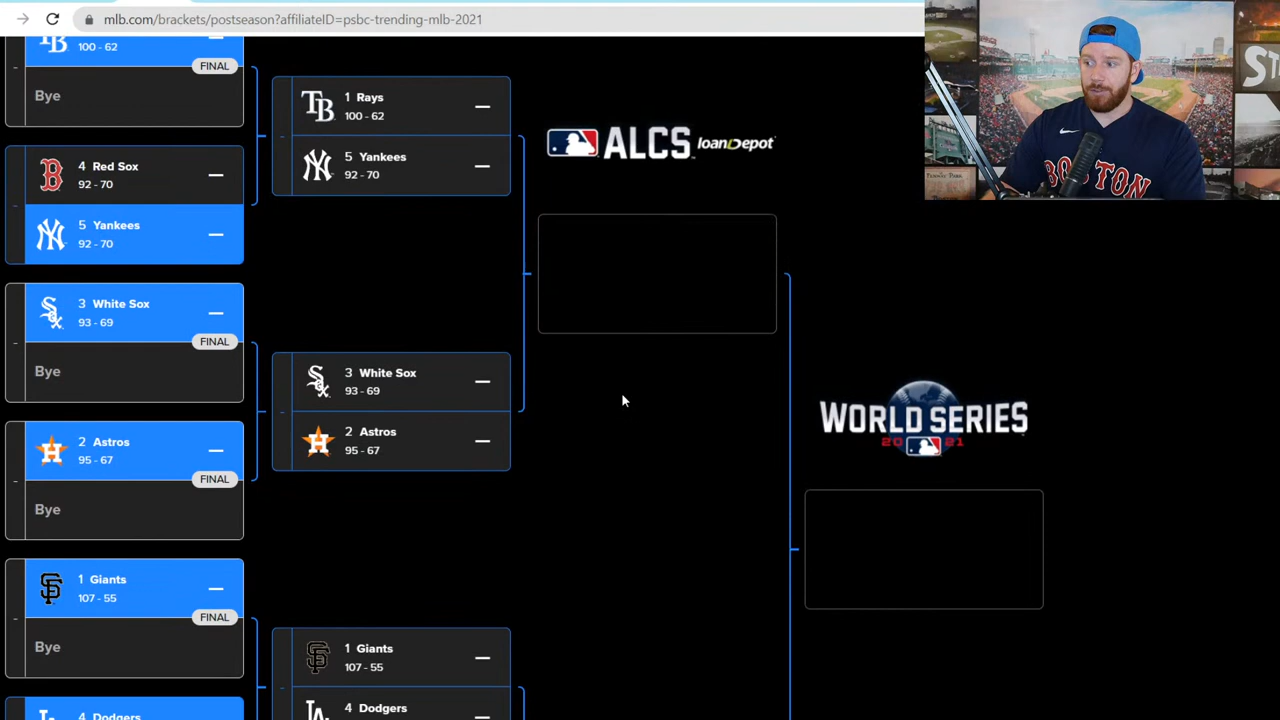 mlb.com/brackets/postseason?affiliateID=psbc-trending-mlb-2021
TB
100 - 62
FINAL
Bye
4 Red Sox
92 - 70
5 Yankees
92 - 70
3 White Sox
93 - 69
FINAL
Bye
2 Astros
95 - 67
FINAL
Bye
1 Giants
107 - 55
FINAL
Bye
4 Dodgers
1 Rays
100 - 62
5 Yankees
92 - 70
3 White Sox
93 - 69
2 Astros
95 - 67
1 Giants
107 - 55
4 Dodgers
ALCS loanDepot
WORLD SERIES
2021
BOSTON